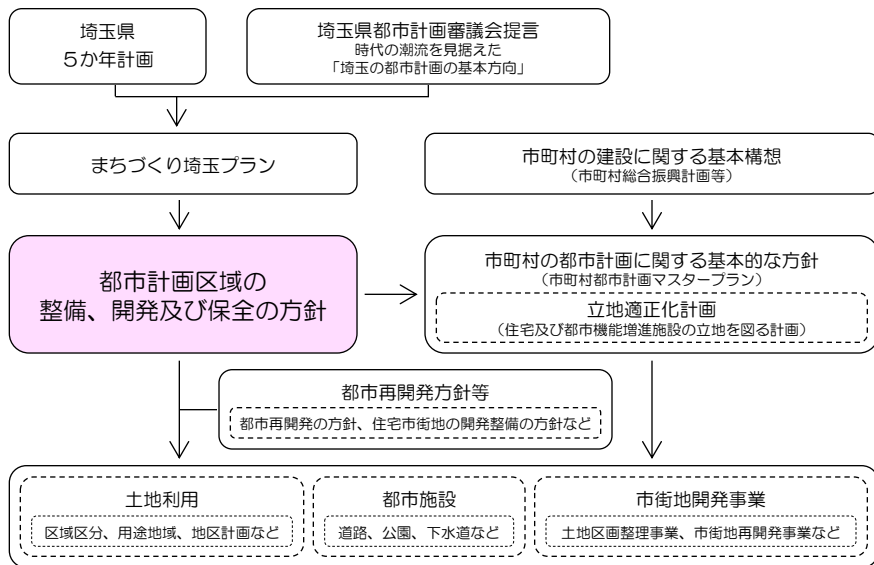 埼玉県
５か年計画
埼玉県都市計画審議会提言
時代の潮流を見据えた
「埼玉の都市計画の基本方向」
まちづくり埼玉プラン
市町村の建設に関する基本構想
（市町村総合振興計画等）
都市計画区域の
整備、開発及び保全の方針
市町村の都市計画に関する基本的な方針
（市町村都市計画マスタープラン）
立地適正化計画
（住宅及び都市機能増進施設の立地を図る計画）
都市再開発方針等
都市再開発の方針、住宅市街地の開発整備の方針など
土地利用
区域区分、用途地域、地区計画など
都市施設
道路、公園、下水道など
市街地開発事業
土地区画整理事業、市街地再開発事業など